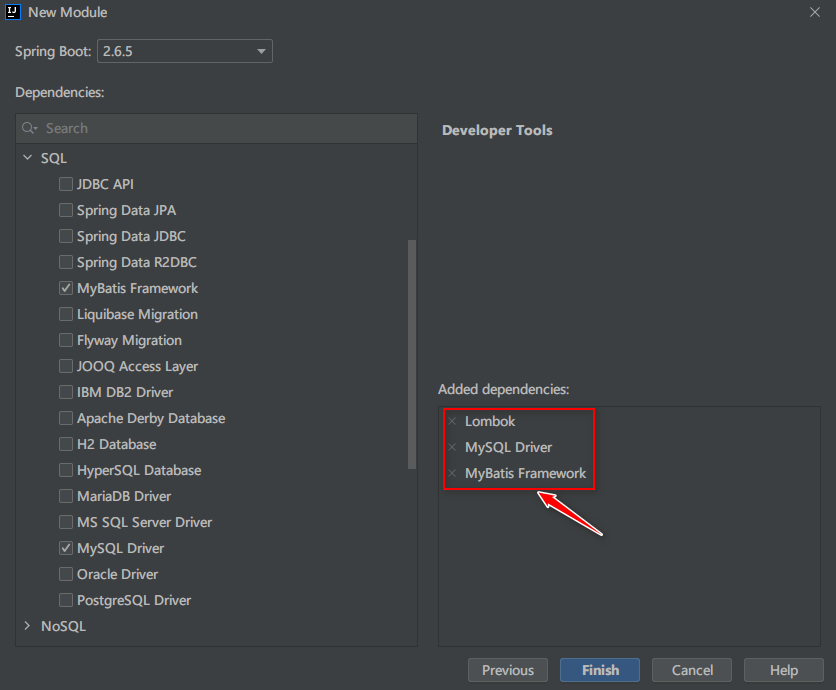 New Module
Spring Boot: 2.6.5
Dependencies:
Search
SQL
JDBC API
Spring Data JPA
Spring Data JDBC
Spring Data R2DBC
MyBatis Framework
Liquibase Migration
Flyway Migration
JOOQ Access Layer
IBM DB2 Driver
Apache Derby Database
H2 Database
HyperSQL Database
MariaDB Driver
MS SQL Server Driver
MySQL Driver
Oracle Driver
PostgreSQL Driver
NoSQL
Developer Tools
Added dependencies:
Lombok
MySQL Driver
MyBatis Framework
Previous Finish Cancel Help